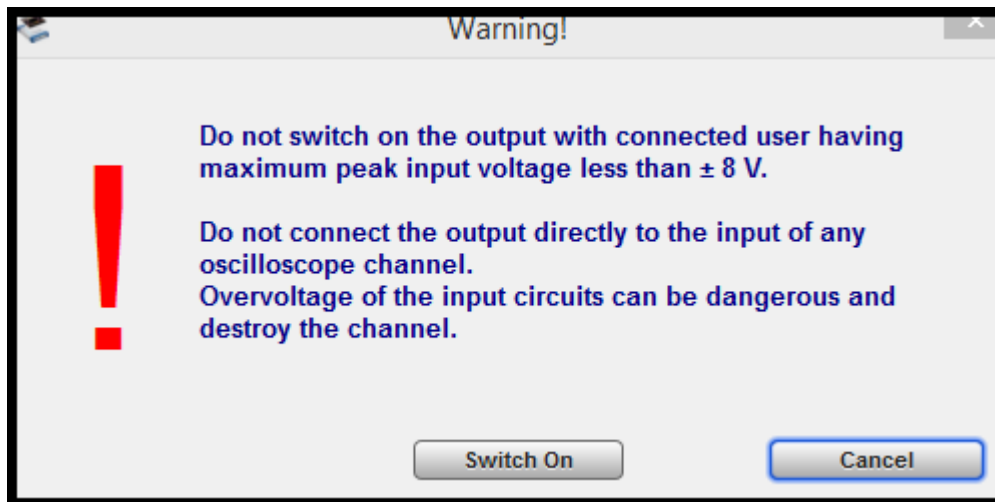 Warning!
Do not switch on the output with connected user having
maximum peak input voltage less than ± 8 V.
Do not connect the output directly to the input of any
oscilloscope channel.
Overvoltage of the input circuits can be dangerous and
destroy the channel.
!
Switch On Cancel